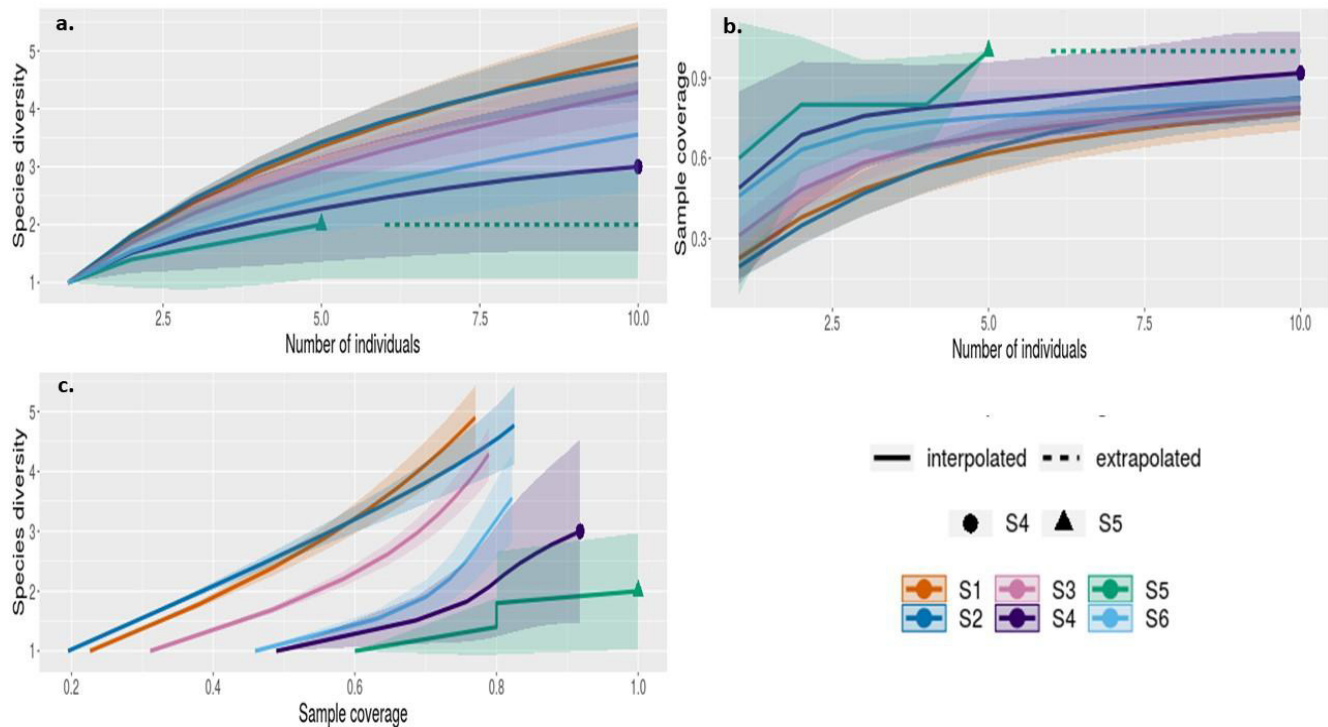 a.
Species diversity
5
4
3
2
1
2.5 5.0 7.5 10.0
Number of individuals
b.
Sample coverage
0.9
0.6
0.3
2.5 5.0 7.5 10.0
Number of individuals
c.
Species diversity
5
4
3
2
1
0.2 0.4 0.6 0.8 1.0
Sample coverage
interpolated extrapolated
S4 S5
S1 S3 S5
S2 S4 S6